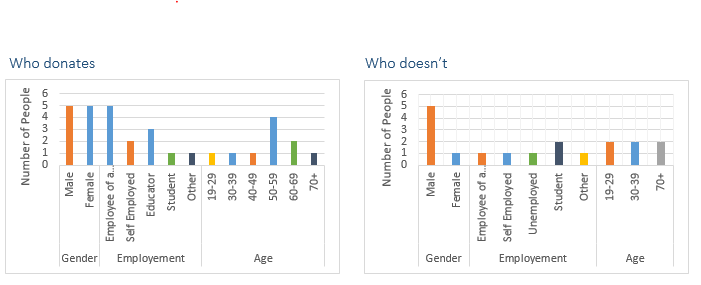 Who donates
Number of People
6
5
4
3
2
1
0
Male
Female
Employee of a...
Self Employed
Educator
Student
Other
19-29
30-39
40-49
50-59
60-69
70+
Gender
Employement
Age
Who doesn't
Number of People
6
5
4
3
2
1
0
Male
Female
Employee of a...
Self Employed
Unemployed
Student
Other
19-29
30-39
70+
Gender
Employement
Age